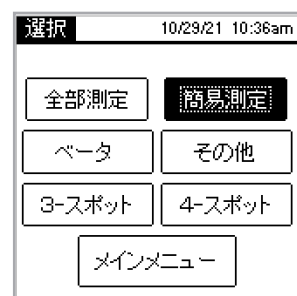 選択 10/29/21 10:36am
全部測定 簡易測定
ベータ その他
3-スポット 4-スポット
メインメニュー